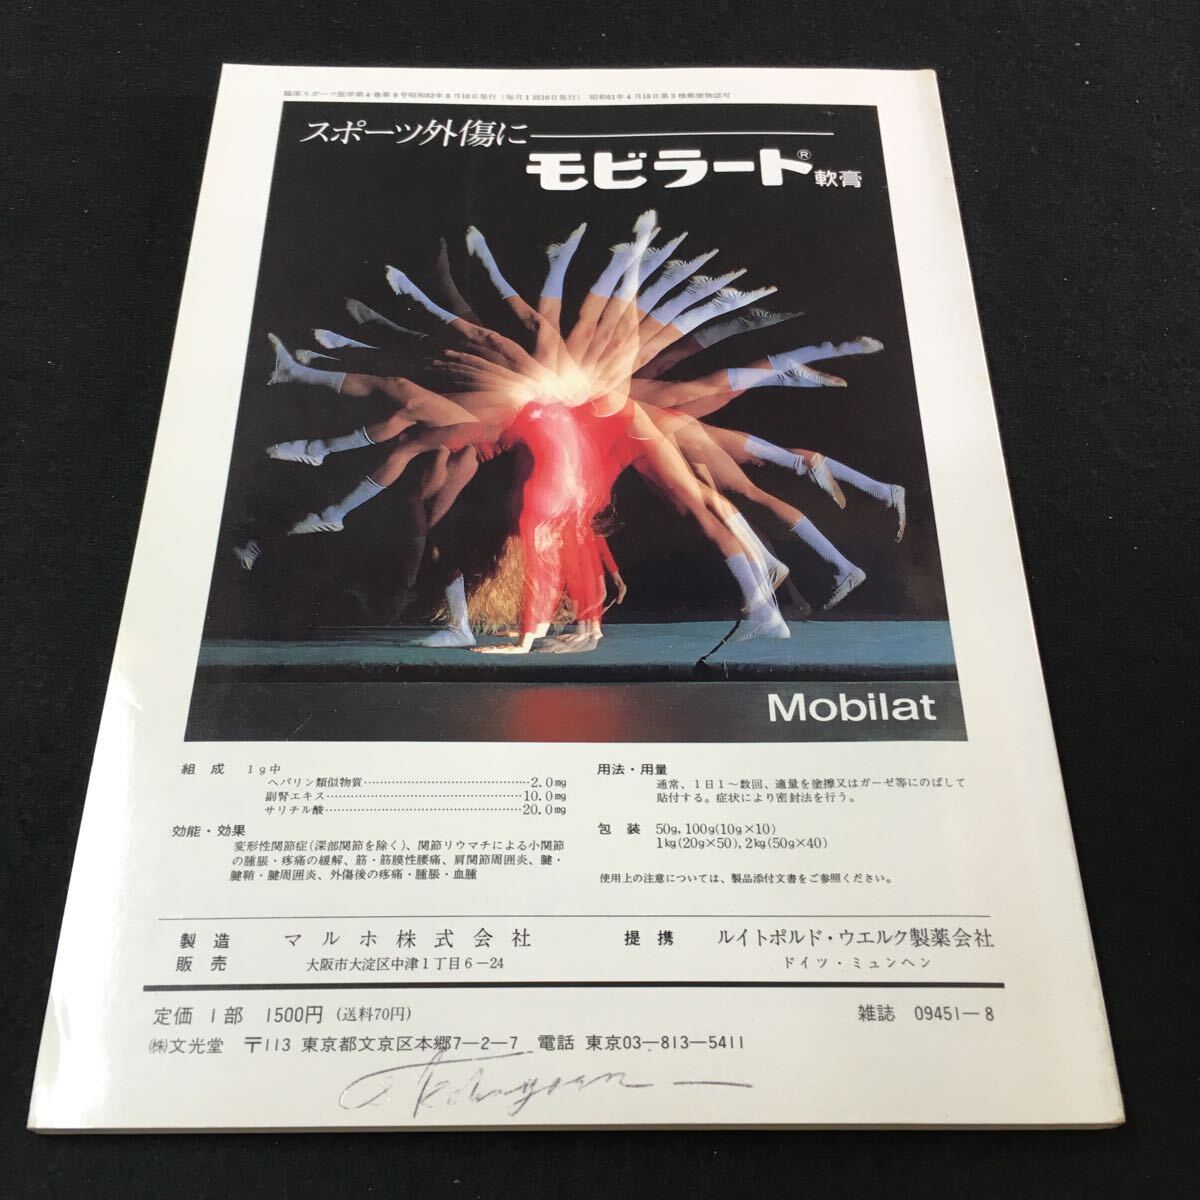 臨床スポーツ医学第4巻第9号昭和62年8月10日発行(毎月1回10日発行) 昭和61年4月18日第3種郵便物認可
スポーツ外傷に
モビラート®軟膏
Mobilat
組成 1g中
ヘパリン類似物質……………………………2.0mg
副腎エキス……………………………………10.0mg
サリチル酸……………………………………20.0mg
効能・効果
変形性関節症(深部関節を除く)、関節リウマチによる小関節
の腫脹・疼痛の緩解、筋・筋膜性腰痛、肩関節周囲炎、腱・
腱鞘・腱周囲炎、外傷後の疼痛・腫脹・血腫
用法・用量
通常、1日1〜数回、適量を塗擦又はガーゼ等にのばして
貼付する。症状により密封法を行う。
包装 50g, 100g(10g×10)
1kg(20g×50), 2kg(50g×40)
使用上の注意については、製品添付文書をご参照ください。
製造 マルホ株式会社
販売 大阪市大淀区中津1丁目6−24
提携 ルイトポルド・ウエルク製薬会社
ドイツ・ミュンヘン
定価 1部 1500円 (送料70円)
雑誌 09451−8
㈱文光堂 〒113 東京都文京区本郷7−2−7 電話 東京03−813−5411